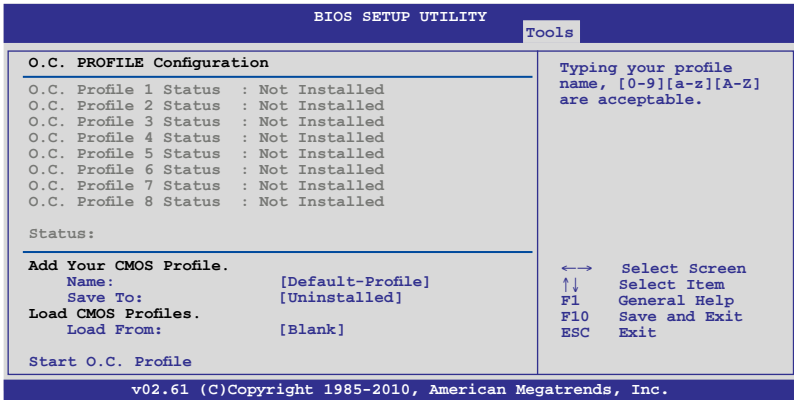 BIOS SETUP UTILITY
Tools
O.C. PROFILE Configuration
O.C. Profile 1 Status : Not Installed
O.C. Profile 2 Status : Not Installed
O.C. Profile 3 Status : Not Installed
O.C. Profile 4 Status : Not Installed
O.C. Profile 5 Status : Not Installed
O.C. Profile 6 Status : Not Installed
O.C. Profile 7 Status : Not Installed
O.C. Profile 8 Status : Not Installed
Status:
Add Your CMOS Profile.
Name: [Default-Profile]
Save To: [Uninstalled]
Load CMOS Profiles.
Load From: [Blank]
Start O.C. Profile
Typing your profile
name, [0-9][a-z][A-Z]
are acceptable.
←→ Select Screen
↑↓ Select Item
F1 General Help
F10 Save and Exit
ESC Exit
v02.61 (C)Copyright 1985-2010, American Megatrends, Inc.